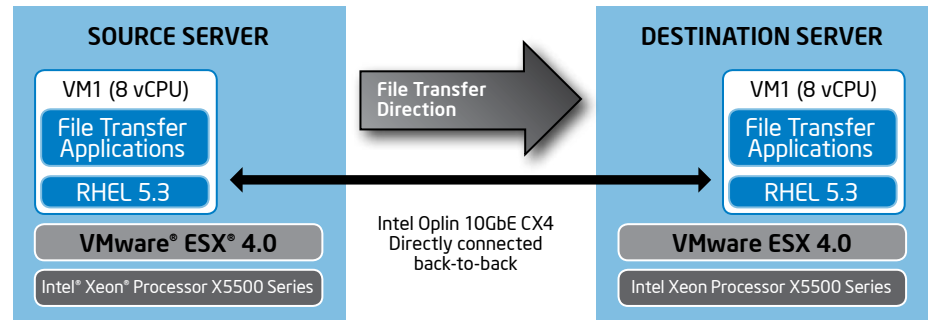 SOURCE SERVER
VM1 (8 vCPU)
File Transfer
Applications
RHEL 5.3
VMware® ESX® 4.0
Intel® Xeon® Processor X5500 Series
File Transfer
Direction
Intel Oplin 10GbE CX4
Directly connected
back-to-back
DESTINATION SERVER
VM1 (8 vCPU)
File Transfer
Applications
RHEL 5.3
VMware ESX 4.0
Intel Xeon Processor X5500 Series